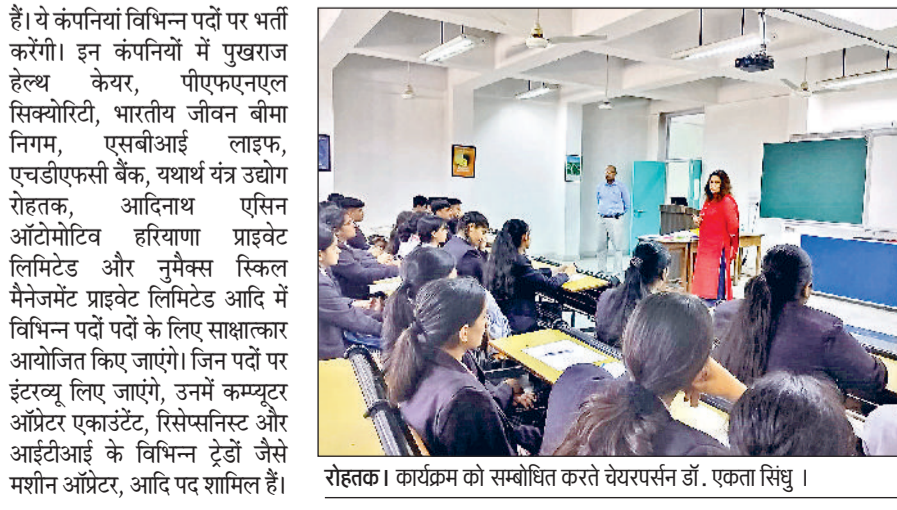 हैं। ये कंपनियां विभिन्न पदों पर भर्ती
करेंगी। इन कंपनियों में पुखराज
हेल्थ केयर, पीएफएनएल
सिक्योरिटी, भारतीय जीवन बीमा
निगम, एसबीआई लाइफ,
एचडीएफसी बैंक, यथार्थ यंत्र उद्योग
रोहतक, आदिनाथ एसिन
ऑटोमोटिव हरियाणा प्राइवेट
लिमिटेड और नुमैक्स स्किल
मैनेजमेंट प्राइवेट लिमिटेड आदि में
विभिन्न पदों पदों के लिए साक्षात्कार
आयोजित किए जाएंगे। जिन पदों पर
इंटरव्यू लिए जाएंगे, उनमें कम्प्यूटर
ऑप्रेटर एकाउंटेंट, रिसेप्सनिस्ट और
आईटीआई के विभिन्न ट्रेडों जैसे
मशीन ऑप्रेटर, आदि पद शामिल हैं।
रोहतक। कार्यक्रम को सम्बोधित करते चेयरपर्सन डॉ. एकता सिंधु ।